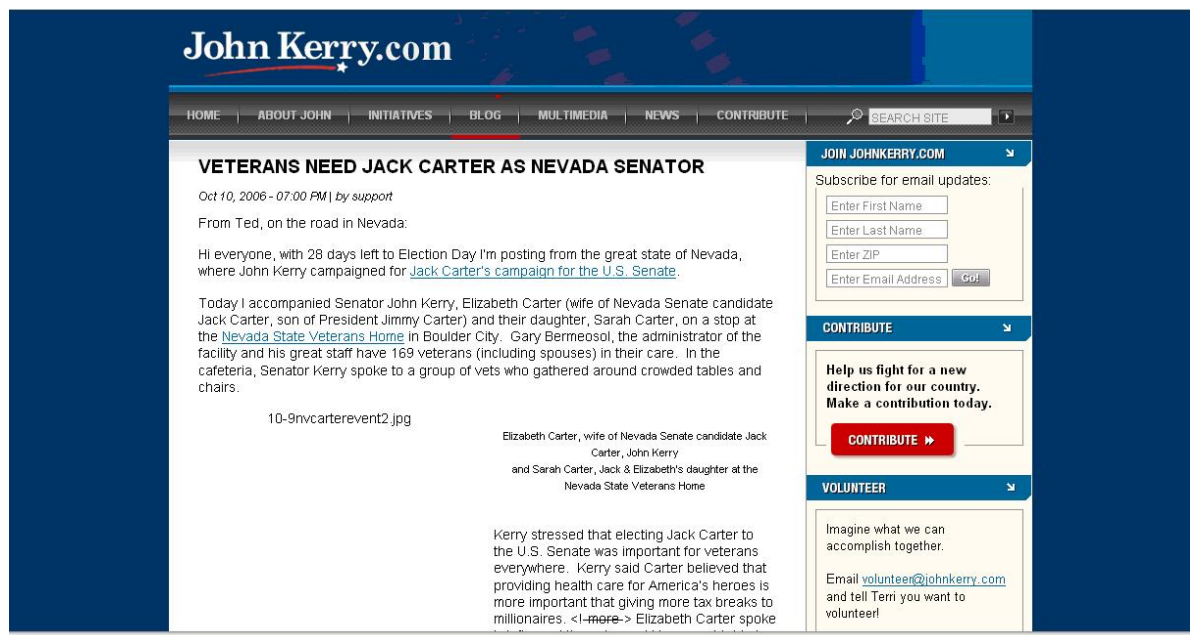 John Kerry.com
HOME | ABOUT JOHN | INITIATIVES | BLOG | MULTIMEDIA | NEWS | CONTRIBUTE | SEARCH SITE
VETERANS NEED JACK CARTER AS NEVADA SENATOR
Oct 10, 2006 - 07:00 PM | by support
From Ted, on the road in Nevada:
Hi everyone, with 28 days left to Election Day I'm posting from the great state of Nevada,
where John Kerry campaigned for Jack Carter's campaign for the U.S. Senate.
Today I accompanied Senator John Kerry, Elizabeth Carter (wife of Nevada Senate candidate
Jack Carter, son of President Jimmy Carter) and their daughter, Sarah Carter, on a stop at
the Nevada State Veterans Home in Boulder City. Gary Bermeosol, the administrator of the
facility and his great staff have 169 veterans (including spouses) in their care. In the
cafeteria, Senator Kerry spoke to a group of vets who gathered around crowded tables and
chairs.
10-9nvcarterevent2.jpg
Elizabeth Carter, wife of Nevada Senate candidate Jack
Carter, John Kerry
and Sarah Carter, Jack & Elizabeth's daughter at the
Nevada State Veterans Home
Kerry stressed that electing Jack Carter to
the U.S. Senate was important for veterans
everywhere. Kerry said Carter believed that
providing health care for America's heroes is
more important that giving more tax breaks to
millionaires. <!-more-> Elizabeth Carter spoke
JOIN JOHNKERRY.COM
Subscribe for email updates:
Enter First Name
Enter Last Name
Enter ZIP
Enter Email Address Go!
CONTRIBUTE
Help us fight for a new
direction for our country.
Make a contribution today.
CONTRIBUTE
VOLUNTEER
Imagine what we can
accomplish together.
Email volunteer@johnkerry.com
and tell Terri you want to
volunteer!